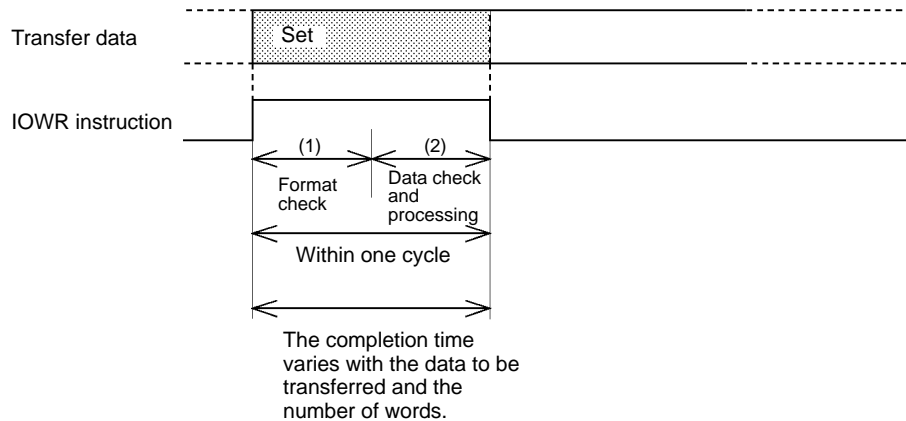 Transfer data
Set
IOWR instruction
(1)
(2)
Format
check
Data check
and
processing
Within one cycle
The completion time
varies with the data to be
transferred and the
number of words.